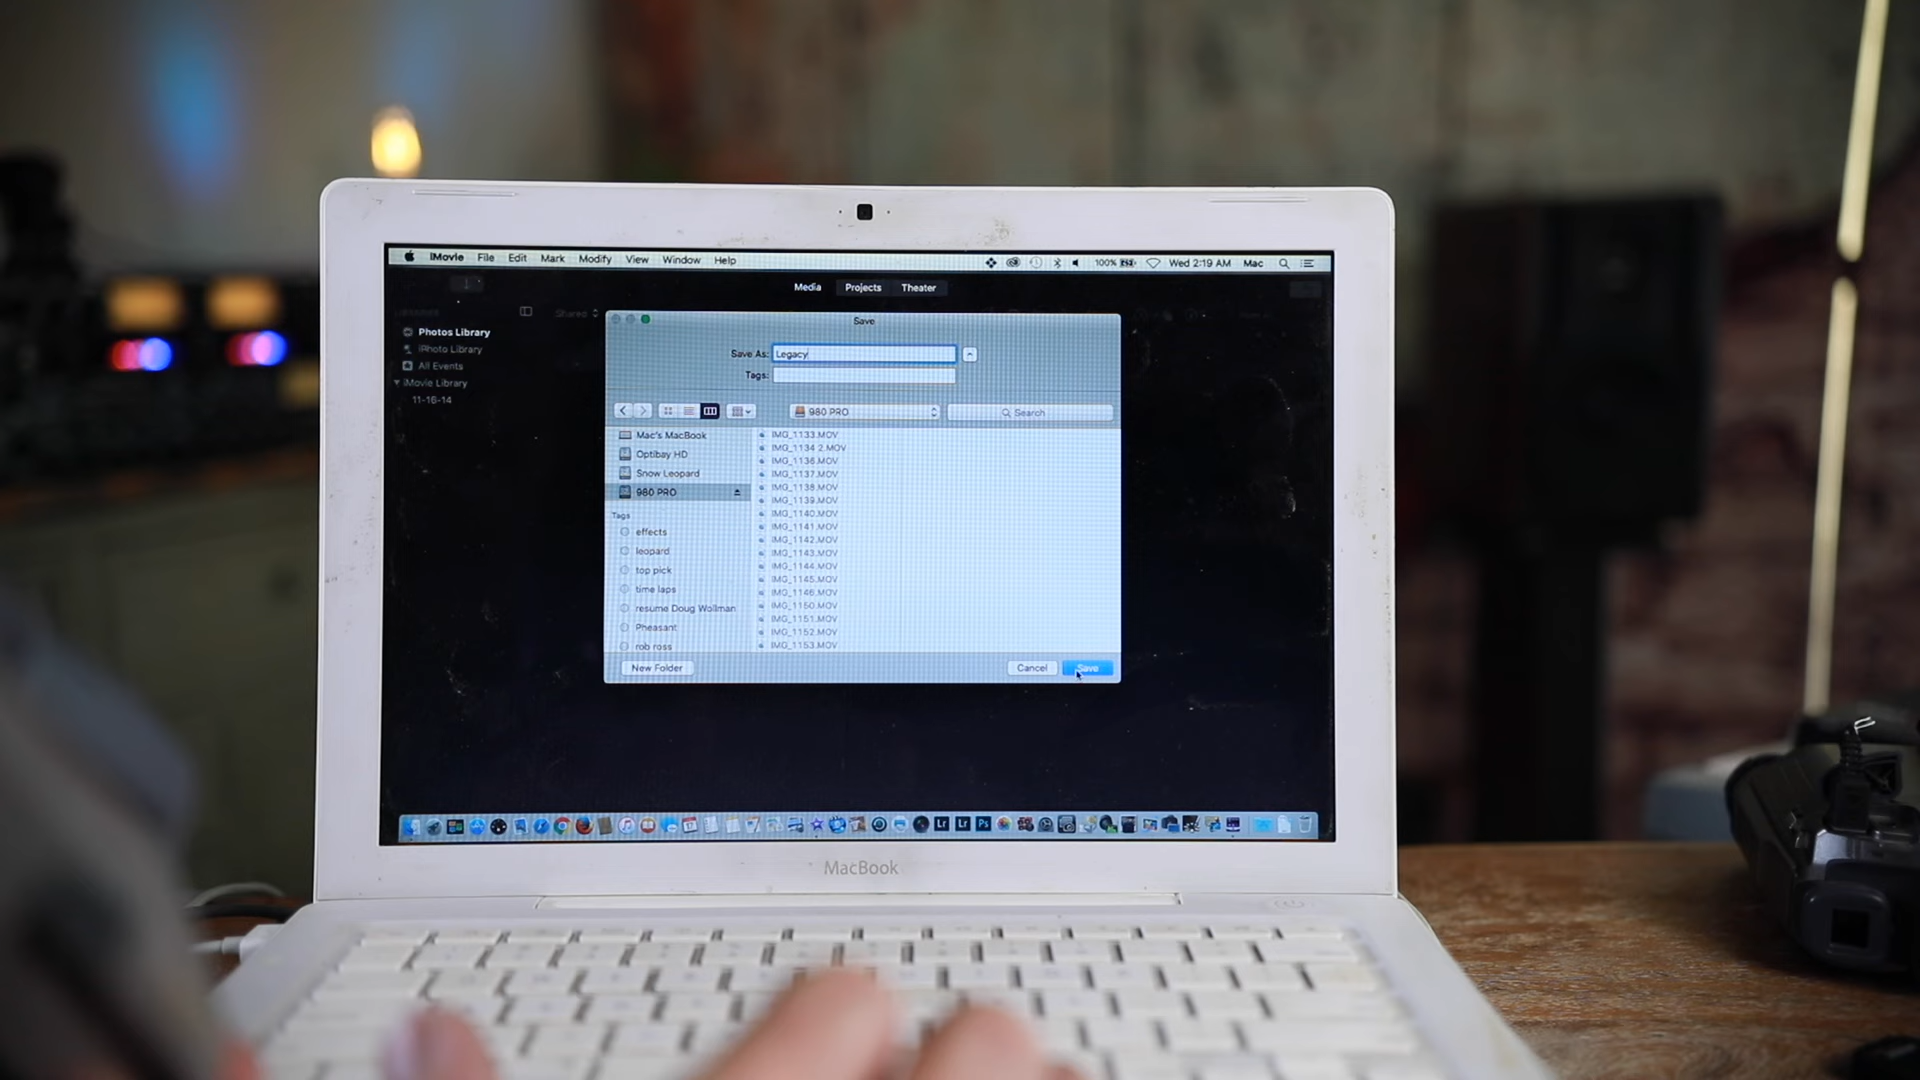 iMovie File Edit Mark Modify View Window Help 100% Wed 2:19 AM Mac
Media Projects Theater
Shared
Photos Library
iPhoto Library
All Events
iMovie Library
11-16-14
Save
Save As: Legacy
Tags:
980 PRO
Search
Mac's MacBook
Optibay HD
Snow Leopard
980 PRO
Tags
effects
leopard
top pick
time laps
resume Doug Wollman
Pheasant
rob ross
IMG_1133.MOV
IMG_1134 2.MOV
IMG_1136.MOV
IMG_1137.MOV
IMG_1138.MOV
IMG_1139.MOV
IMG_1140.MOV
IMG_1141.MOV
IMG_1142.MOV
IMG_1143.MOV
IMG_1144.MOV
IMG_1145.MOV
IMG_1146.MOV
IMG_1150.MOV
IMG_1151.MOV
IMG_1152.MOV
IMG_1153.MOV
New Folder Cancel Save
Lr Lr Ps
MacBook